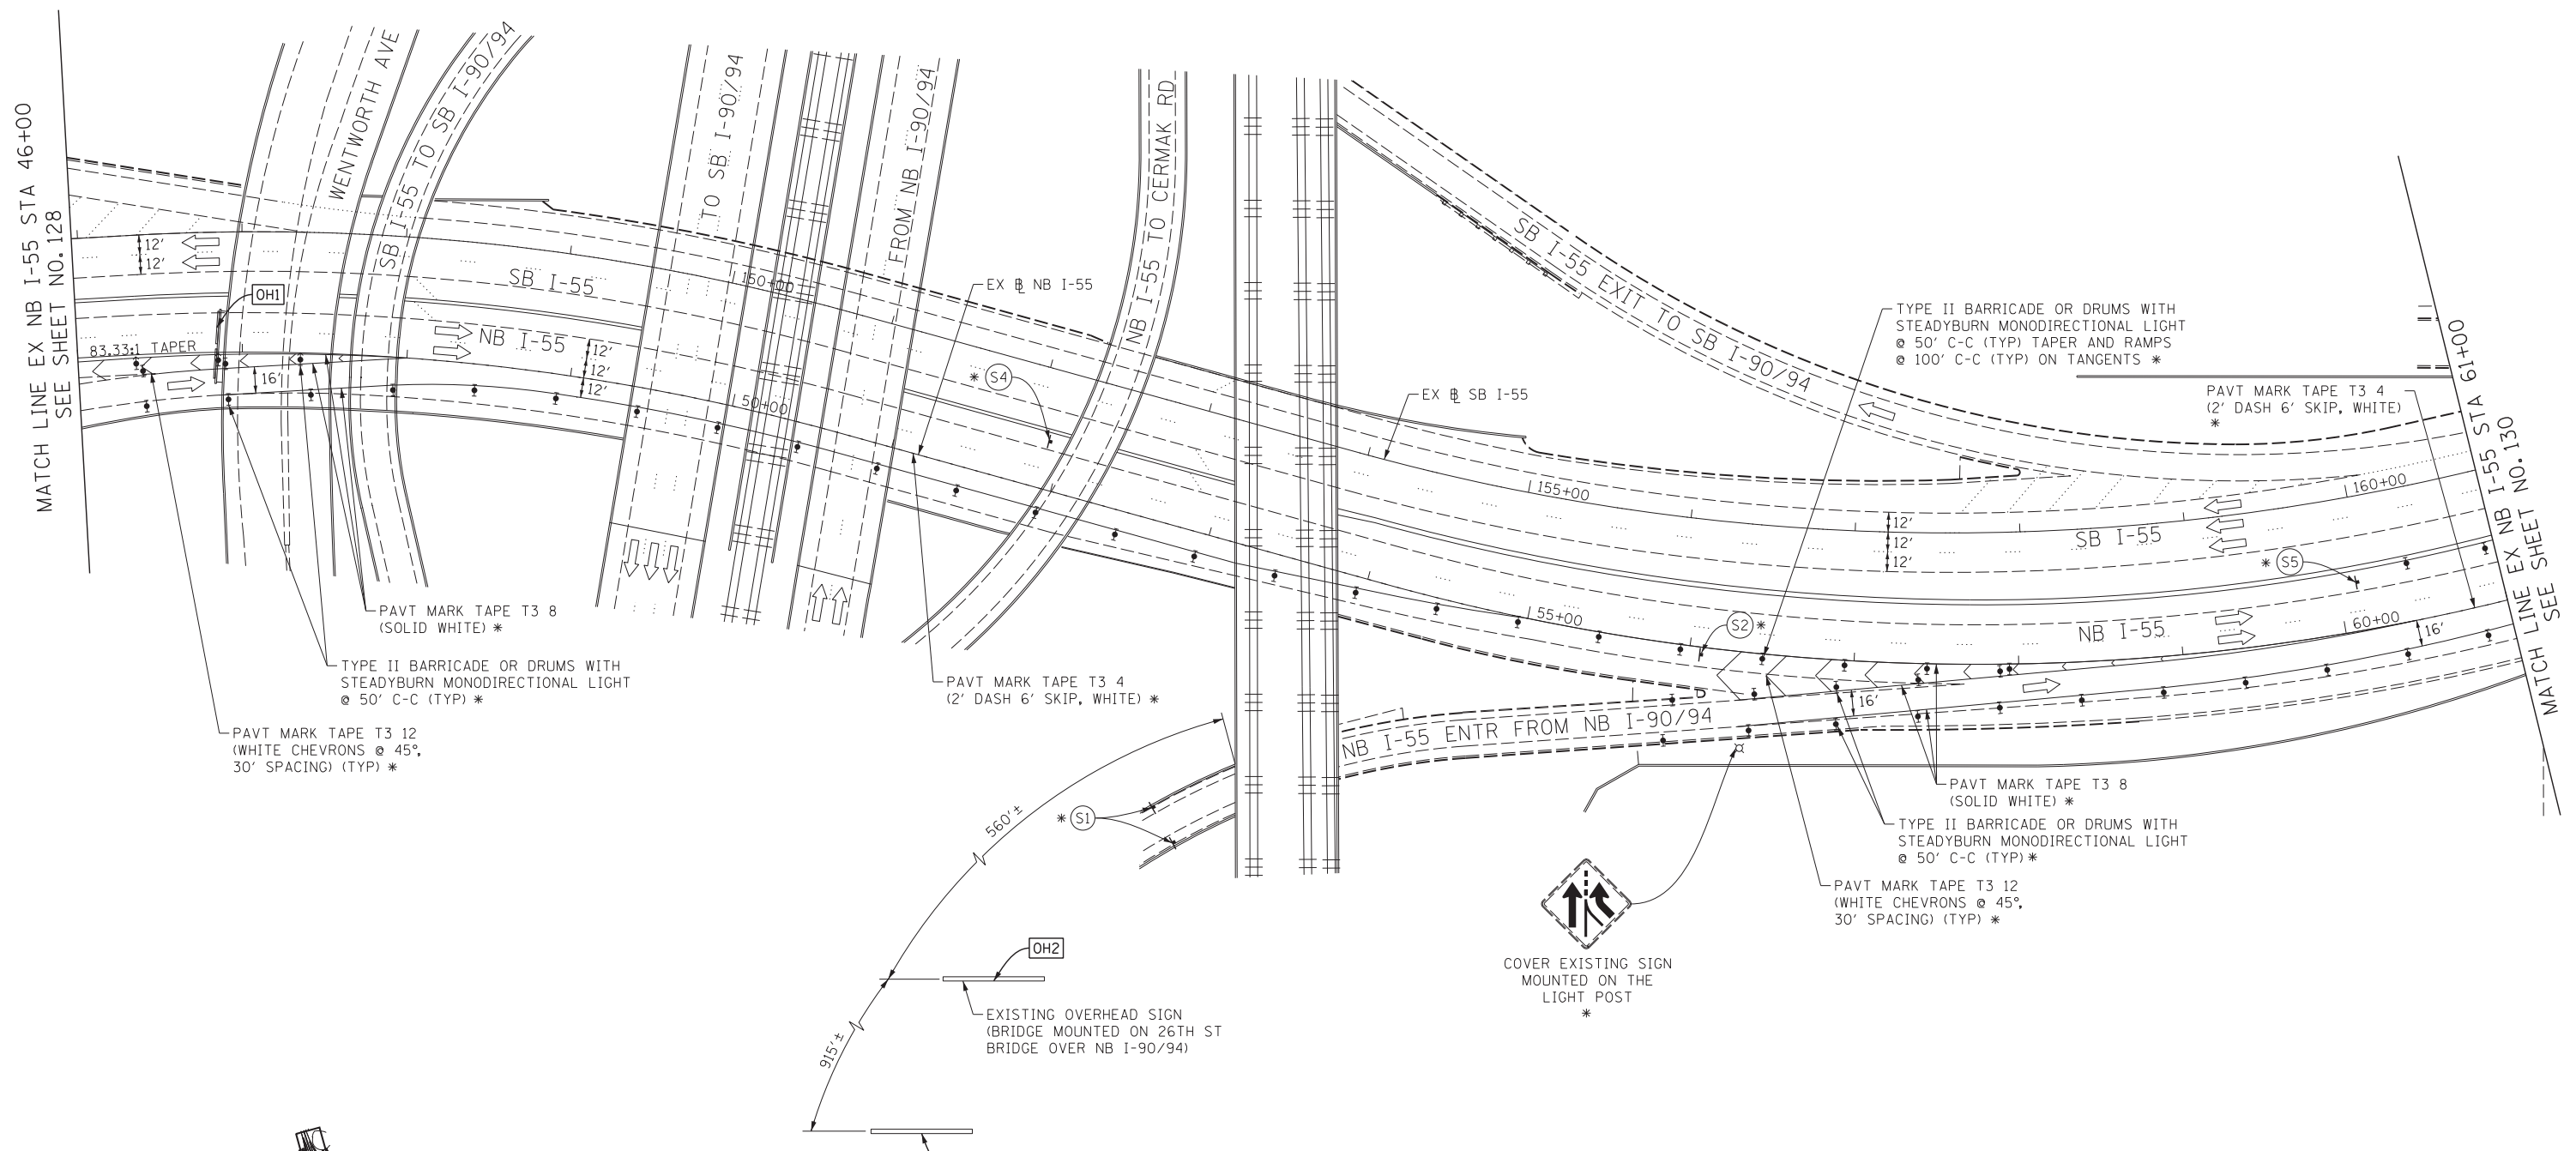 MATCH LINE EX NB I-55 STA 46+00
SEE SHEET NO. 128
WENTWORTH AVE
SB I-55 TO SB I-90/94
TO SB I-90/94
FROM NB I-90/94
NB I-55 TO CERMAK RD
SB I-55 EXIT TO SB I-90/94
12'
12'
OH1
SB I-55
150+00
EX BL NB I-55
83.33:1 TAPER
NB I-55
12'
12'
12'
16'
50+00
* S4
EX BL SB I-55
TYPE II BARRICADE OR DRUMS WITH
STEADYBURN MONODIRECTIONAL LIGHT
@ 50' C-C (TYP) TAPER AND RAMPS
@ 100' C-C (TYP) ON TANGENTS *
PAVT MARK TAPE T3 4
(2' DASH 6' SKIP, WHITE)
*
MATCH LINE EX NB I-55 STA 61+00
SEE SHEET NO. 130
155+00
160+00
12'
12'
12'
SB I-55
* S5
55+00
S2 *
NB I-55
60+00
16'
16'
NB I-55 ENTR FROM NB I-90/94
PAVT MARK TAPE T3 8
(SOLID WHITE) *
TYPE II BARRICADE OR DRUMS WITH
STEADYBURN MONODIRECTIONAL LIGHT
@ 50' C-C (TYP) *
PAVT MARK TAPE T3 12
(WHITE CHEVRONS @ 45°,
30' SPACING) (TYP) *
PAVT MARK TAPE T3 4
(2' DASH 6' SKIP, WHITE) *
560'±
* S1
PAVT MARK TAPE T3 8
(SOLID WHITE) *
TYPE II BARRICADE OR DRUMS WITH
STEADYBURN MONODIRECTIONAL LIGHT
@ 50' C-C (TYP) *
PAVT MARK TAPE T3 12
(WHITE CHEVRONS @ 45°,
30' SPACING) (TYP) *
COVER EXISTING SIGN
MOUNTED ON THE
LIGHT POST
*
OH2
EXISTING OVERHEAD SIGN
(BRIDGE MOUNTED ON 26TH ST
BRIDGE OVER NB I-90/94)
915'±